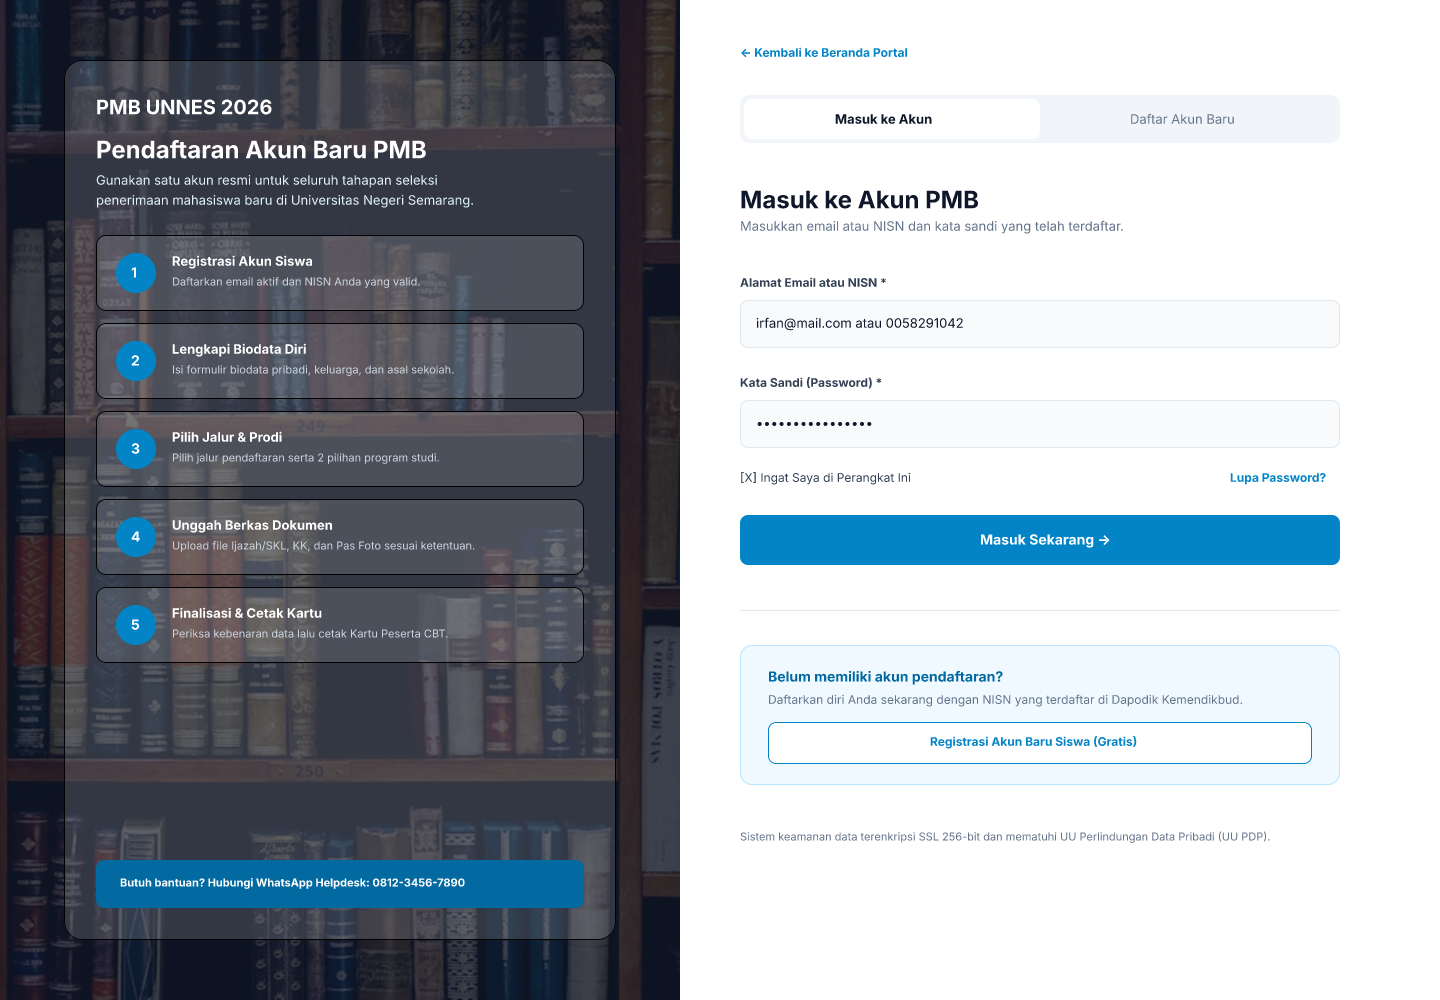 PMB UNNES 2026
Pendaftaran Akun Baru PMB
Gunakan satu akun resmi untuk seluruh tahapan seleksi
penerimaan mahasiswa baru di Universitas Negeri Semarang.
1
Registrasi Akun Siswa
Daftarkan email aktif dan NISN Anda yang valid.
2
Lengkapi Biodata Diri
Isi formulir biodata pribadi, keluarga, dan asal sekolah.
249
3
Pilih Jalur & Prodi
Pilih jalur pendaftaran serta 2 pilihan program studi.
4
Unggah Berkas Dokumen
Upload file Ijazah/SKL, KK, dan Pas Foto sesuai ketentuan.
5
Finalisasi & Cetak Kartu
Periksa kebenaran data lalu cetak Kartu Peserta CBT.
250
Butuh bantuan? Hubungi WhatsApp Helpdesk: 0812-3456-7890
← Kembali ke Beranda Portal
Masuk ke Akun
Daftar Akun Baru
Masuk ke Akun PMB
Masukkan email atau NISN dan kata sandi yang telah terdaftar.
Alamat Email atau NISN *
irfan@mail.com atau 0058291042
Kata Sandi (Password) *
••••••••••••••••
[X] Ingat Saya di Perangkat Ini
Lupa Password?
Masuk Sekarang →
Belum memiliki akun pendaftaran?
Daftarkan diri Anda sekarang dengan NISN yang terdaftar di Dapodik Kemendikbud.
Registrasi Akun Baru Siswa (Gratis)
Sistem keamanan data terenkripsi SSL 256-bit dan mematuhi UU Perlindungan Data Pribadi (UU PDP).